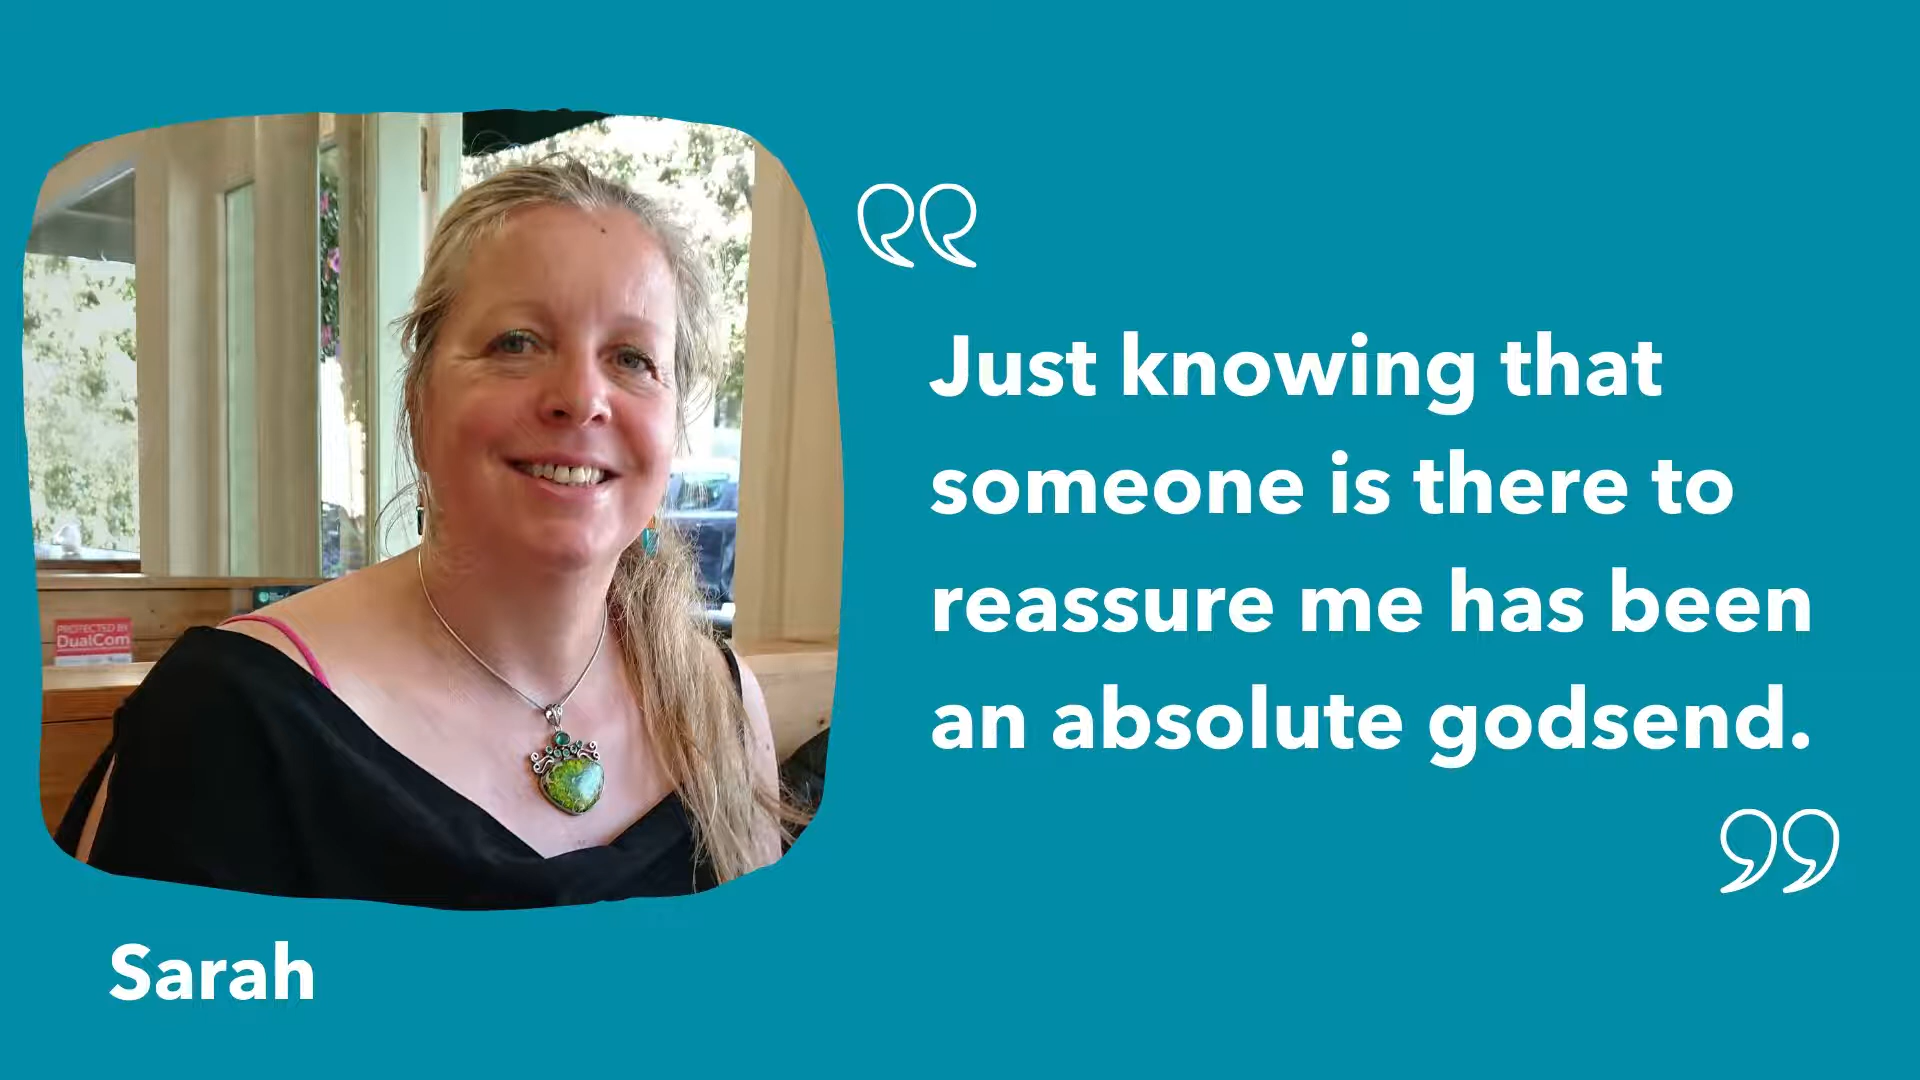 Just knowing that
someone is there to
reassure me has been
an absolute godsend.
Sarah
PROTECTED BY
DualCom